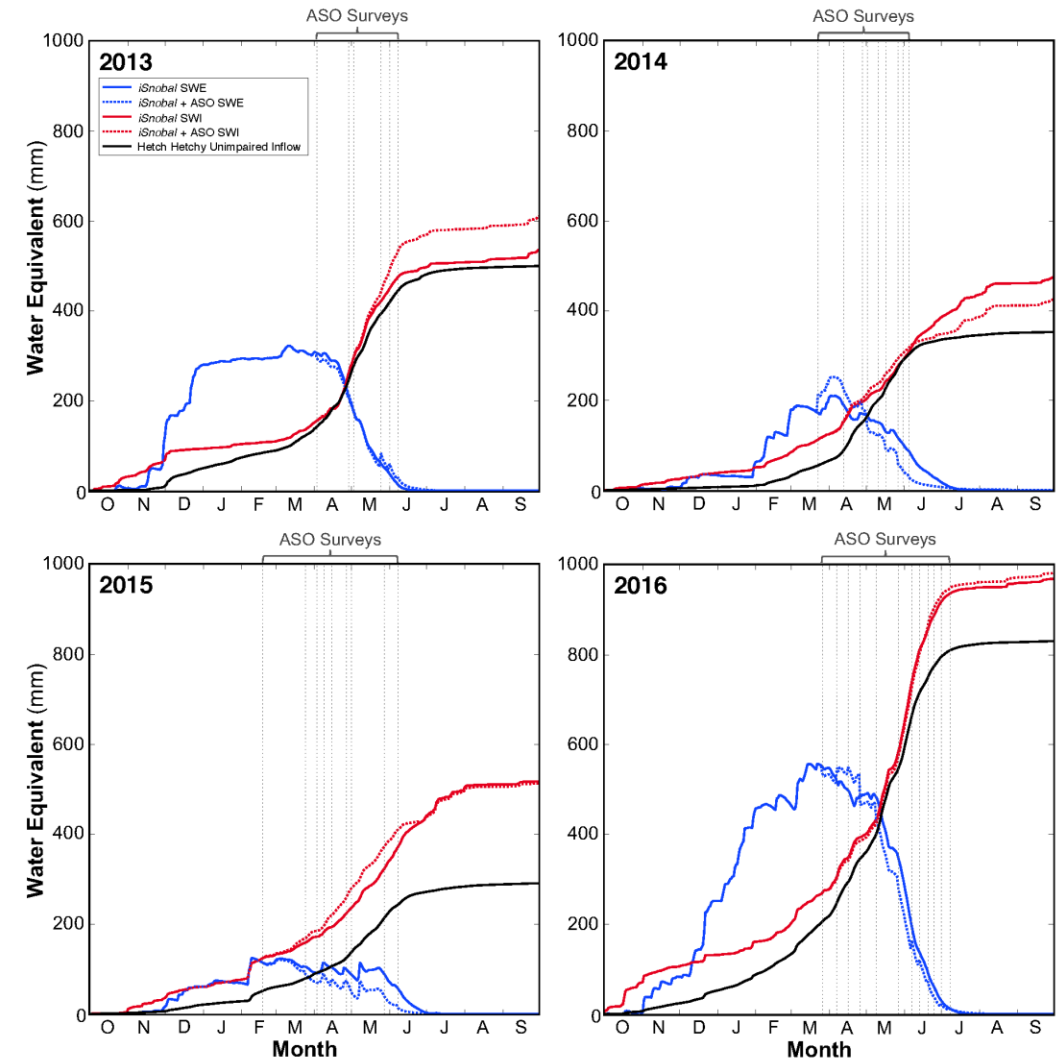 ASO Surveys
ASO Surveys
1000
800
600
400
200
0
Water Equivalent (mm)
2013
iSnobal SWE
iSnobal + ASO SWE
iSnobal SWI
iSnobal + ASO SWI
Hetch Hetchy Unimpaired Inflow
O N D J F M A M J J A S
1000
800
600
400
200
0
2014
O N D J F M A M J J A S
ASO Surveys
ASO Surveys
1000
800
600
400
200
0
Water Equivalent (mm)
2015
O N D J F M A M J J A S
Month
1000
800
600
400
200
0
2016
O N D J F M A M J J A S
Month